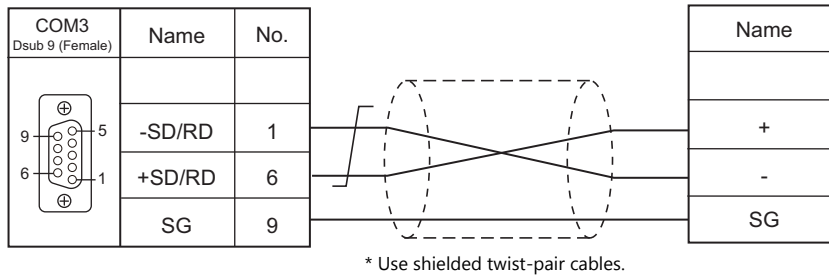 COM3
Dsub 9 (Female)
Name
No.
Name
9
5
6
1
-SD/RD
1
+
+SD/RD
6
-
SG
9
SG
* Use shielded twist-pair cables.